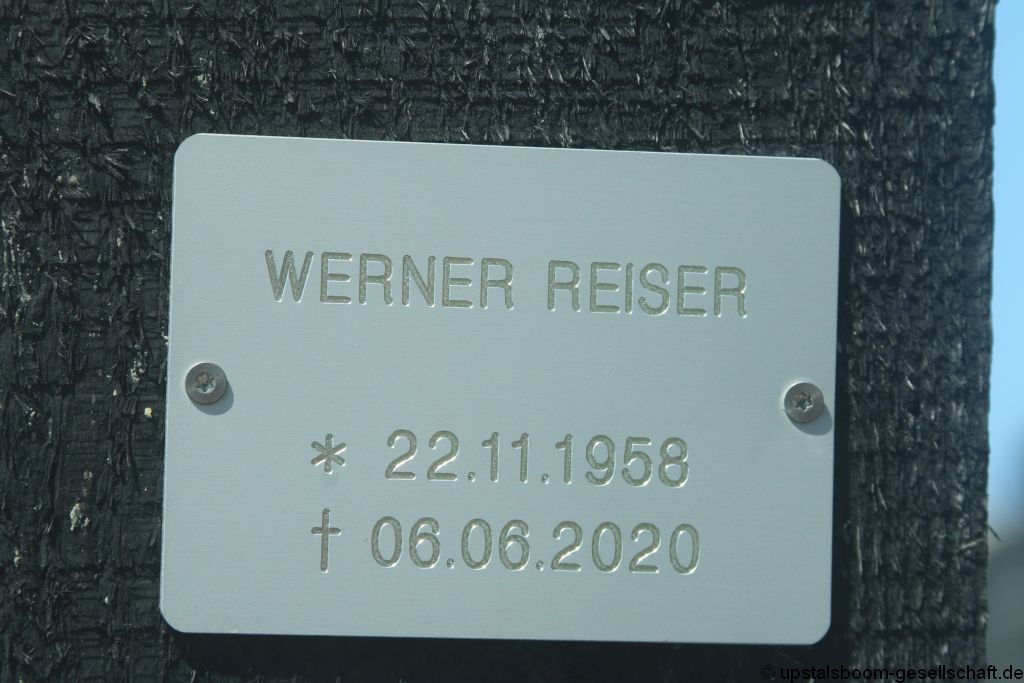 WERNER REISER
* 22.11.1958
† 06.06.2020
© upstalsboom-gesellschaft.de